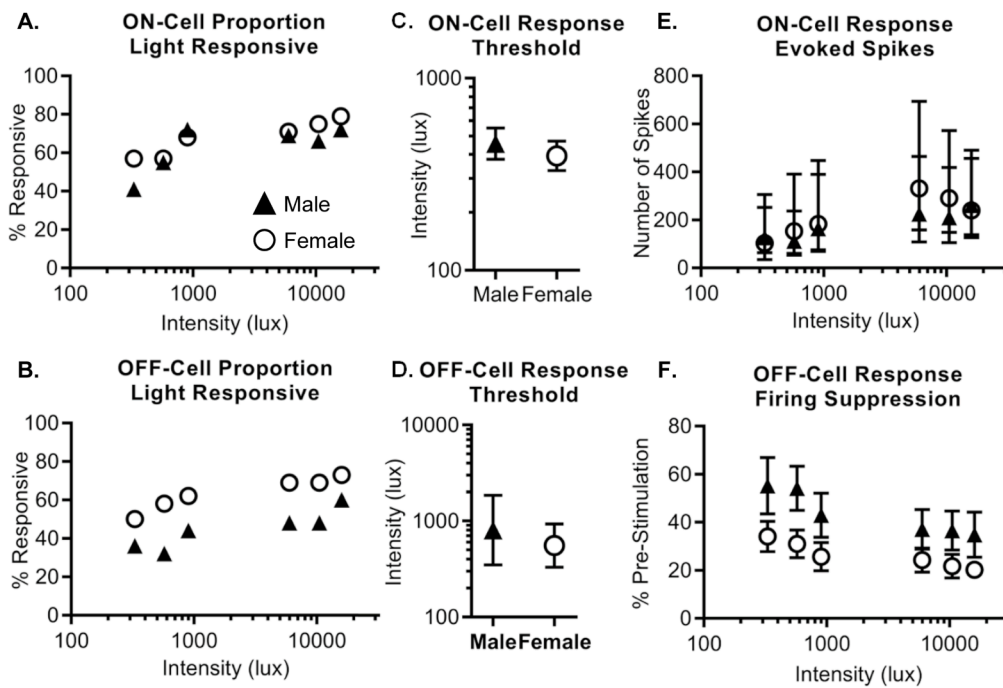 A.
ON-Cell Proportion
Light Responsive
% Responsive
100
80
60
40
20
0
100
1000
10000
Intensity (lux)
Male
Female
C.
ON-Cell Response
Threshold
Intensity (lux)
1000
100
Male Female
E.
ON-Cell Response
Evoked Spikes
Number of Spikes
800
600
400
200
0
100
1000
10000
Intensity (lux)
B.
OFF-Cell Proportion
Light Responsive
% Responsive
100
80
60
40
20
0
100
1000
10000
Intensity (lux)
D.
OFF-Cell Response
Threshold
Intensity (lux)
10000
1000
100
Male Female
F.
OFF-Cell Response
Firing Suppression
% Pre-Stimulation
80
60
40
20
0
100
1000
10000
Intensity (lux)